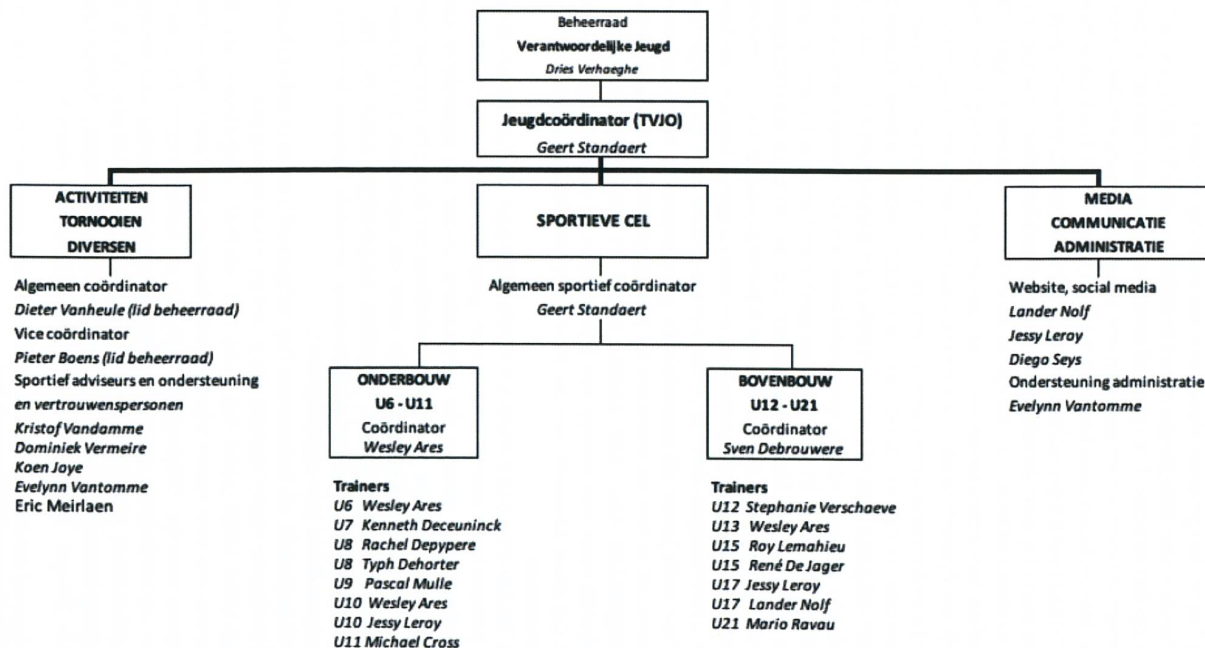 Beheerraad
Verantwoordelijke Jeugd
Dries Verhaeghe
Jeugdcoördinator (TVJO)
Geert Standaert
ACTIVITEITEN
TORNOOIEN
DIVERSEN
Algemeen coördinator
Dieter Vanheule (lid beheerraad)
Vice coördinator
Pieter Boens (lid beheerraad)
Sportief adviseurs en ondersteuning
en vertrouwenspersonen
Kristof Vandamme
Dominiek Vermeire
Koen Jaye
Evelynn Vantomme
Eric Meirlaen
SPORTIEVE CEL
Algemeen sportief coördinator
Geert Standaert
ONDERBOUW
U6 - U11
Coördinator
Wesley Ares
Trainers
U6 Wesley Ares
U7 Kenneth Deceuninck
U8 Rachel Depypere
U8 Typh Dehorter
U9 Pascal Mulle
U10 Wesley Ares
U10 Jessy Leroy
U11 Michael Cross
BOVENBOUW
U12 - U21
Coördinator
Sven Debrouwere
Trainers
U12 Stephanie Verschaeve
U13 Wesley Ares
U15 Roy Lemahieu
U15 René De Jager
U17 Jessy Leroy
U17 Lander Nolf
U21 Mario Ravau
MEDIA
COMMUNICATIE
ADMINISTRATIE
Website, social media
Lander Nolf
Jessy Leroy
Diego Seys
Ondersteuning administratie
Evelynn Vantomme